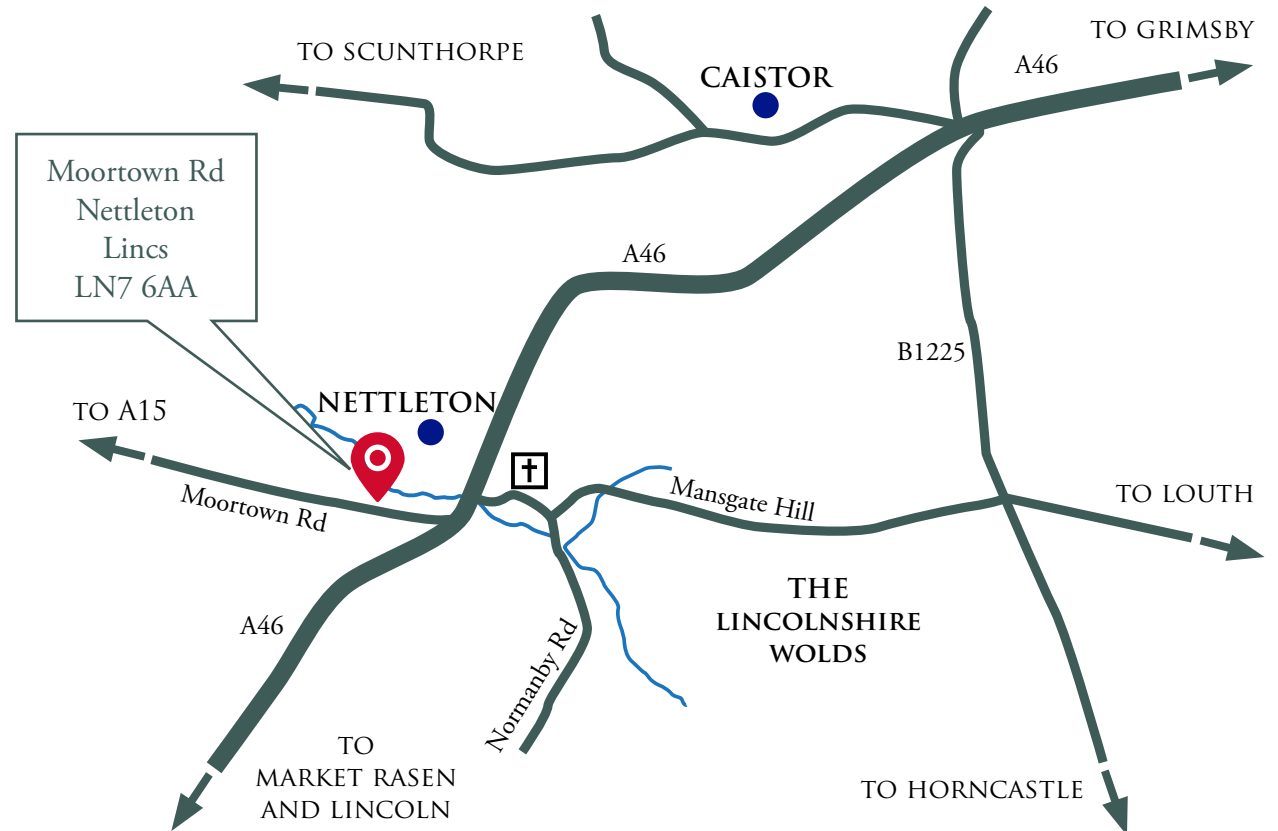 TO SCUNTHORPE
TO GRIMSBY
A46
CAISTOR
Moortown Rd
Nettleton
Lincs
LN7 6AA
A46
B1225
TO A15
NETTLETON
Moortown Rd
Mansgate Hill
TO LOUTH
THE
LINCOLNSHIRE
WOLDS
A46
Normanby Rd
TO
MARKET RASEN
AND LINCOLN
TO HORNCASTLE